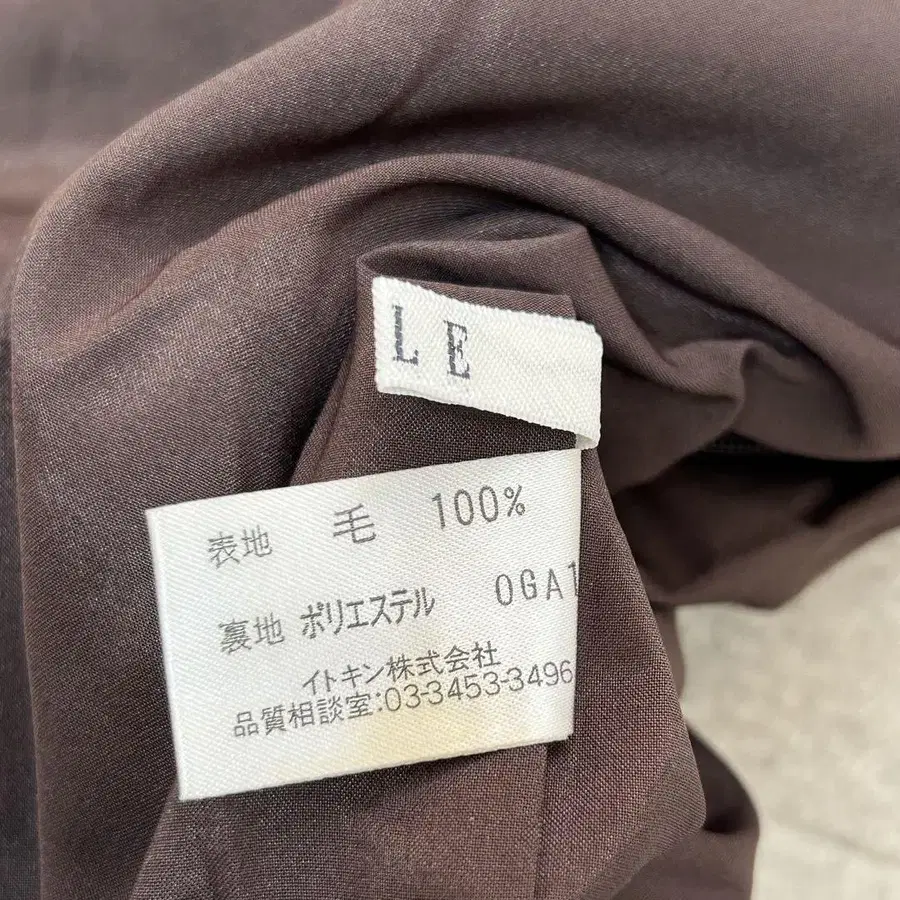 L E
表地 毛 100%
裏地 ポリエステル 0GA1
イトキン株式会社
品質相談室:03-3453-3496